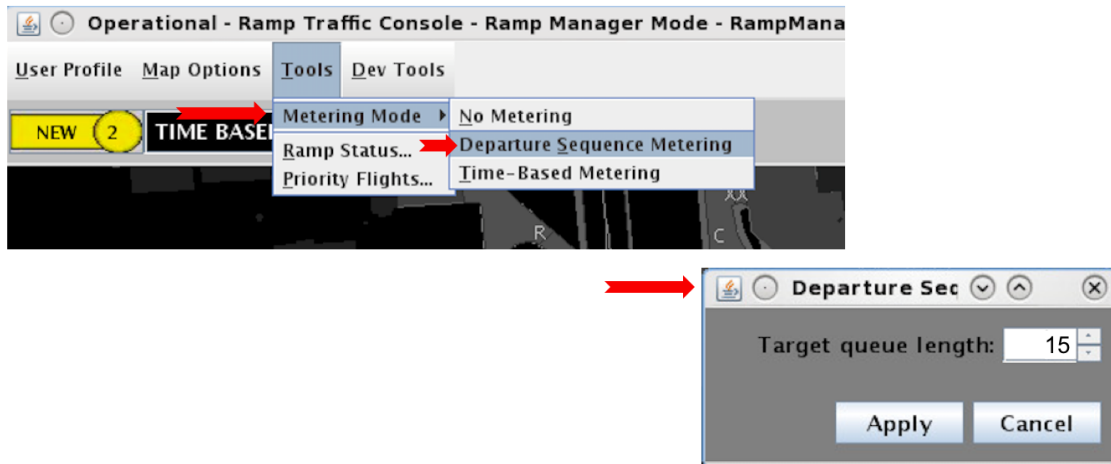 Operational - Ramp Traffic Console - Ramp Manager Mode - RampMana
User Profile Map Options Tools Dev Tools
NEW 2 TIME BASE
Metering Mode
Ramp Status...
Priority Flights...
No Metering
Departure Sequence Metering
Time-Based Metering
R
C
Departure Seq
Target queue length: 15
Apply Cancel